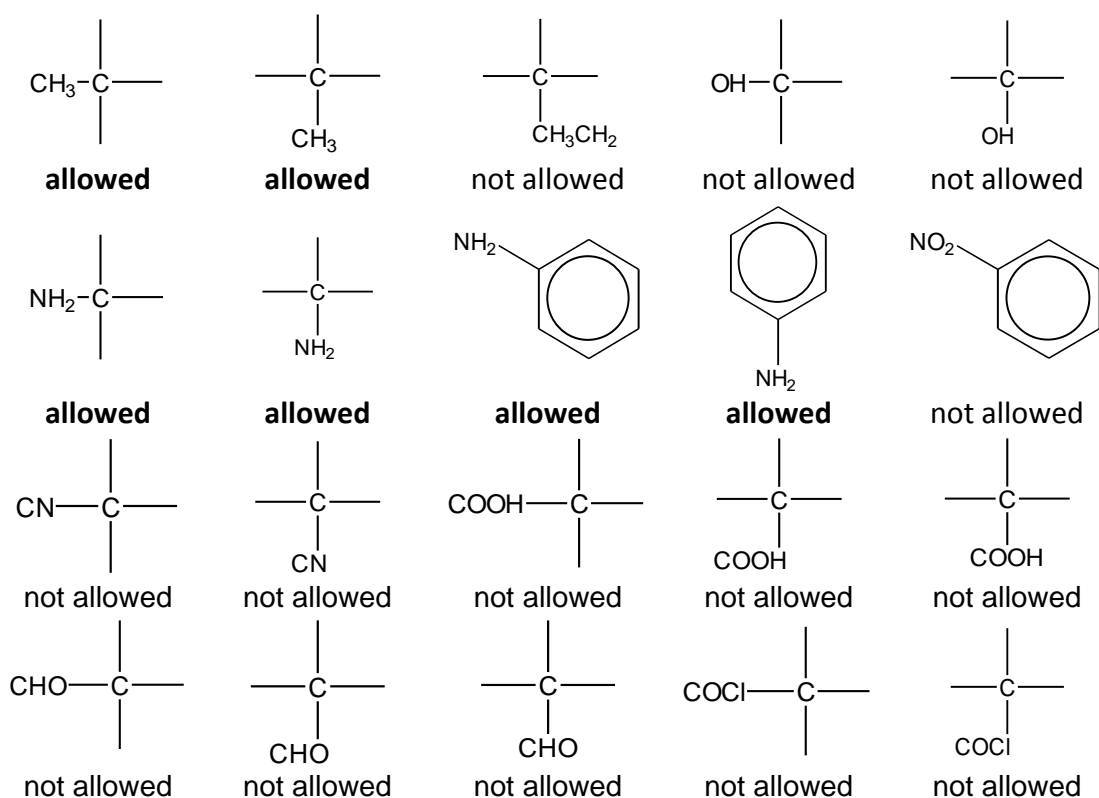 CH₃ C C C OH C C
CH₃ CH₃CH₂ OH
allowed allowed not allowed not allowed not allowed
NH₂ C C NH₂ NO₂
NH₂ NH₂
allowed allowed allowed allowed not allowed
CN C C COOH C C C
CN COOH COOH
not allowed not allowed not allowed not allowed not allowed
CHO C C C COCl C C
CHO CHO COCl
not allowed not allowed not allowed not allowed not allowed